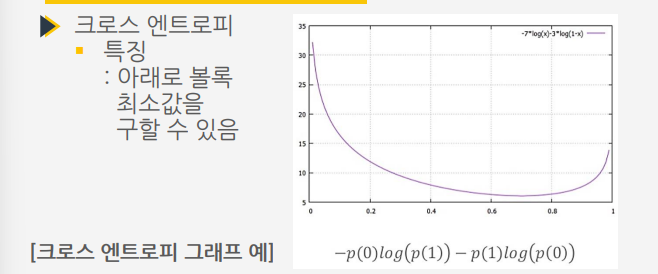 크로스 엔트로피
특징
: 아래로 볼록
최소값을
구할 수 있음
-7*log(x)-3*log(1-x)
35
30
25
20
15
10
5
0 0.2 0.4 0.6 0.8 1
[크로스 엔트로피 그래프 예]
−p(0)log(p(1)) − p(1)log(p(0))